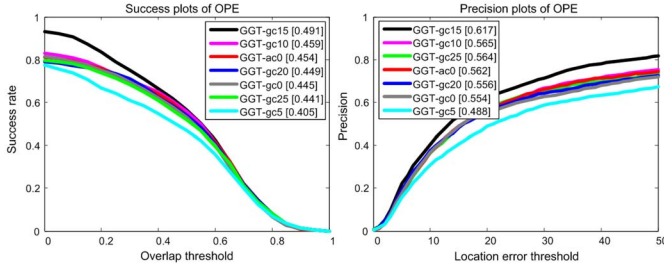 Success plots of OPE
Success rate
1
0.8
0.6
0.4
0.2
0
GGT-gc15 [0.491]
GGT-gc10 [0.459]
GGT-ac0 [0.454]
GGT-gc20 [0.449]
GGT-gc0 [0.445]
GGT-gc25 [0.441]
GGT-gc5 [0.405]
0 0.2 0.4 0.6 0.8 1
Overlap threshold
Precision plots of OPE
Precision
1
0.8
0.6
0.4
0.2
0
GGT-gc15 [0.617]
GGT-gc10 [0.565]
GGT-gc25 [0.564]
GGT-ac0 [0.562]
GGT-gc20 [0.556]
GGT-gc0 [0.554]
GGT-gc5 [0.488]
0 10 20 30 40 50
Location error threshold